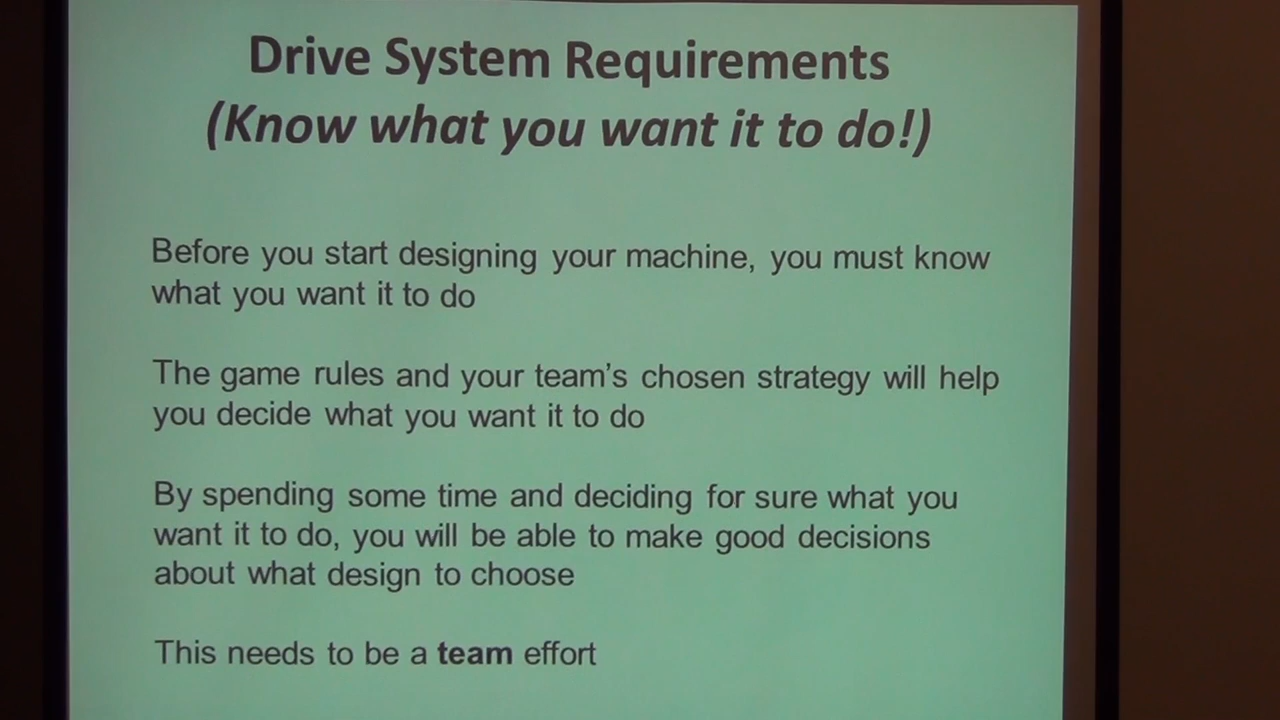 Drive System Requirements
(Know what you want it to do!)
Before you start designing your machine, you must know
what you want it to do
The game rules and your team's chosen strategy will help
you decide what you want it to do
By spending some time and deciding for sure what you
want it to do, you will be able to make good decisions
about what design to choose
This needs to be a team effort